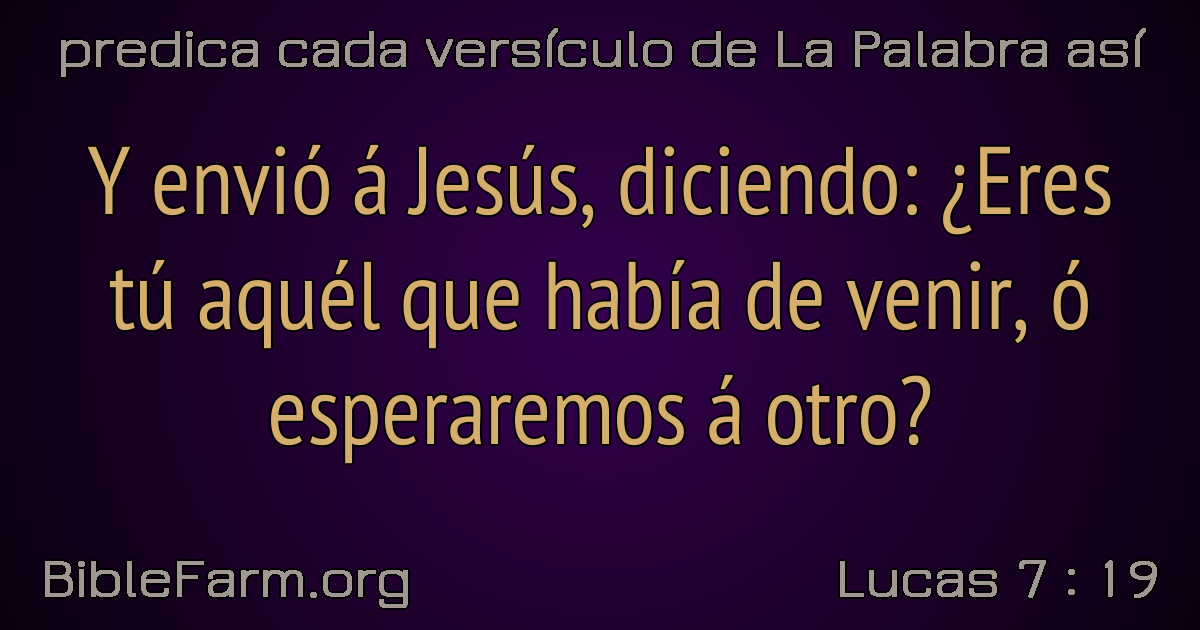 predica cada versículo de La Palabra así
Y envió á Jesús, diciendo: ¿Eres
tú aquél que había de venir, ó
esperaremos á otro?
BibleFarm.org
Lucas 7 : 19